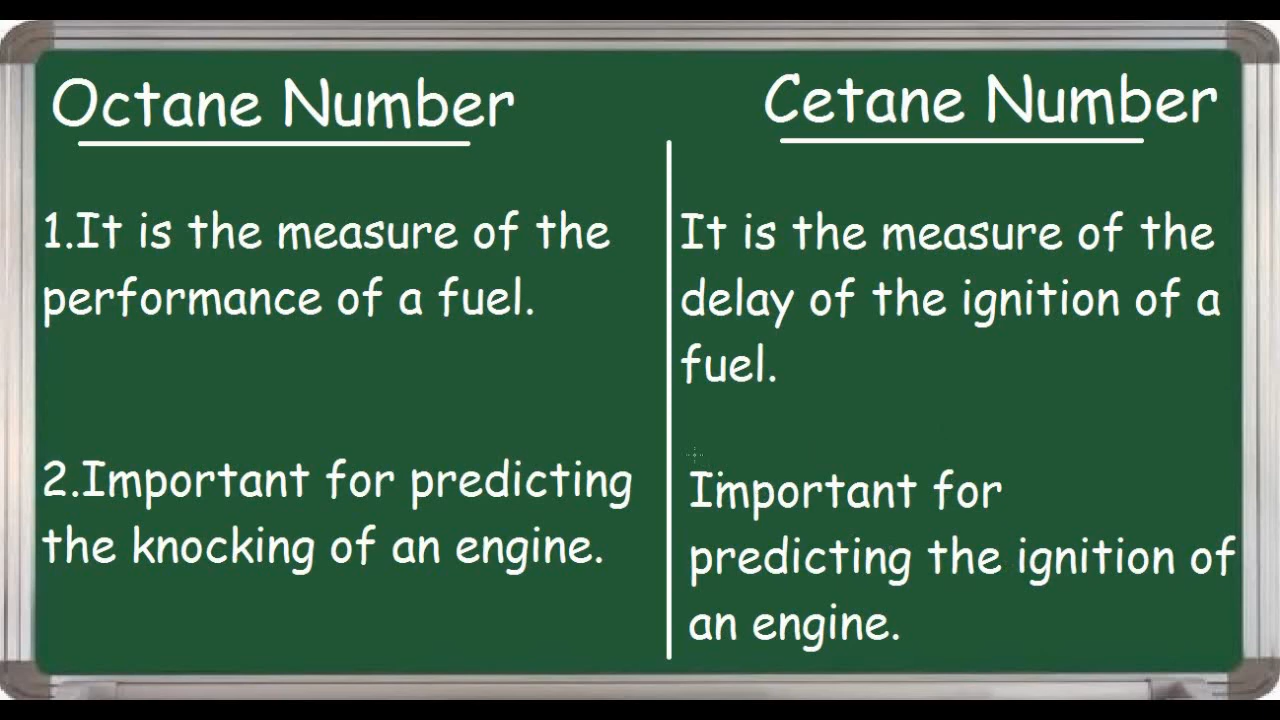 Octane Number
1.It is the measure of the
performance of a fuel.
2.Important for predicting
the knocking of an engine.
Cetane Number
It is the measure of the
delay of the ignition of a
fuel.
Important for
predicting the ignition of
an engine.